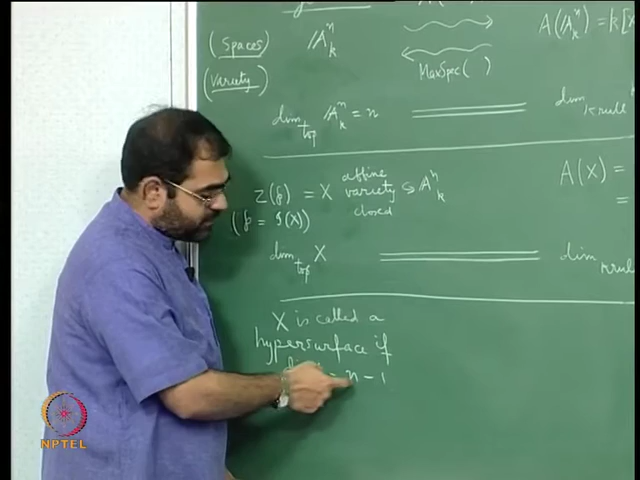 (Spaces) 𝔸ⁿₖ A(𝔸ⁿₖ) = k[
(Variety) MaxSpec( )
dim_top 𝔸ⁿₖ = n dim_Krull
Z(𝔭) = X affine variety closed ↪ 𝔸ⁿₖ A(X) =
(𝔭 = 𝓘(X)) =
dim_top X dim_Krull
X is called a
hypersurface if
n - 1
NPTEL